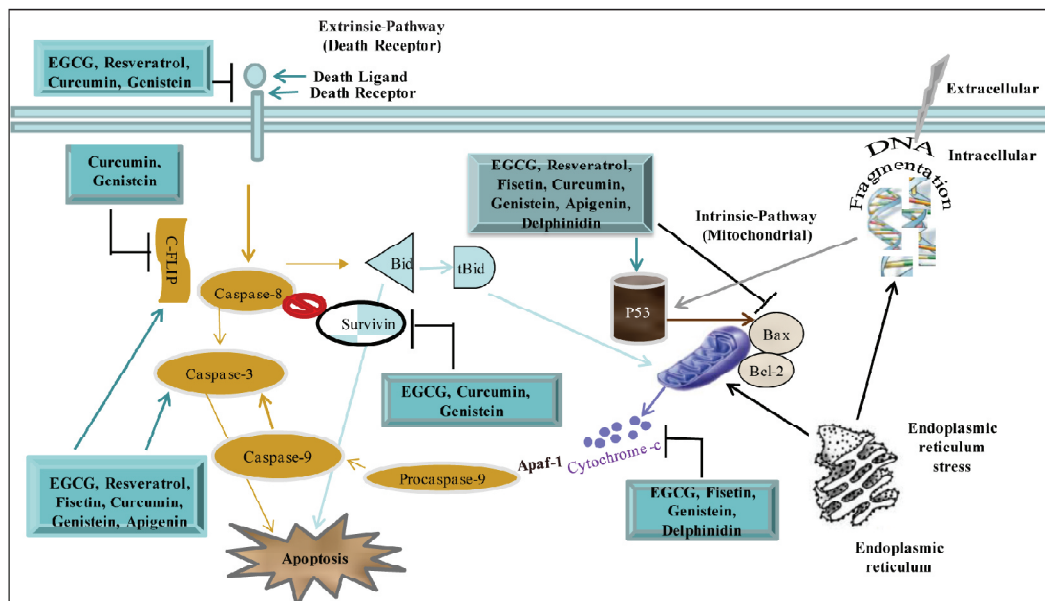 Extrinsie-Pathway
(Death Receptor)
EGCG, Resveratrol,
Curcumin, Genistein
Death Ligand
Death Receptor
Extracellular
Intracellular
DNA
Fragmentation
Curcumin,
Genistein
EGCG, Resveratrol,
Fisetin, Curcumin,
Genistein, Apigenin,
Delphinidin
Intrinsic-Pathway
(Mitochondrial)
C-FLIP
Bid
tBid
Caspase-8
Survivin
P53
Bax
Bel-2
Caspasc-3
EGCG, Curcumin,
Genistein
Caspase-9
Procaspase-9
Apaf-1
Cytochrome-c
Endoplasmic
reticulum
stress
EGCG, Resveratrol,
Fisetin, Curcumin,
Genistein, Apigenin
EGCG, Fisetin,
Genistein,
Delphinidin
Apoptosis
Endoplasmic
reticulum